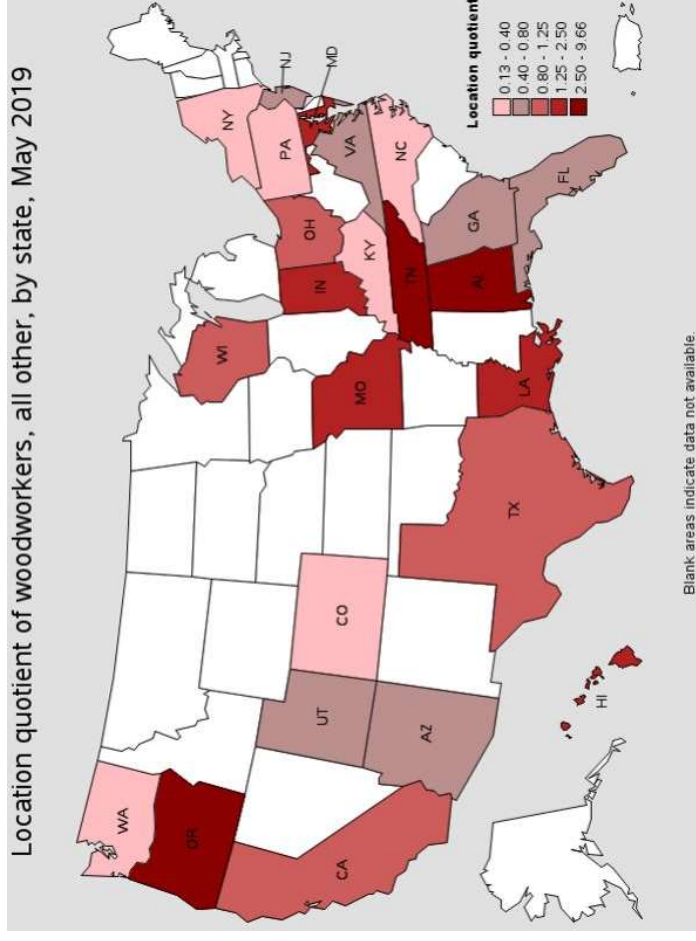 Location quotient of woodworkers, all other, by state, May 2019
WA
OR
CA
UT
AZ
CO
TX
HI
WI
MO
LA
IN
OH
KY
TN
AL
GA
FL
NC
VA
PA
NY
NJ
MD
Location quotient
0.13 - 0.40
0.40 - 0.80
0.80 - 1.25
1.25 - 2.50
2.50 - 9.66
Blank areas indicate data not available.